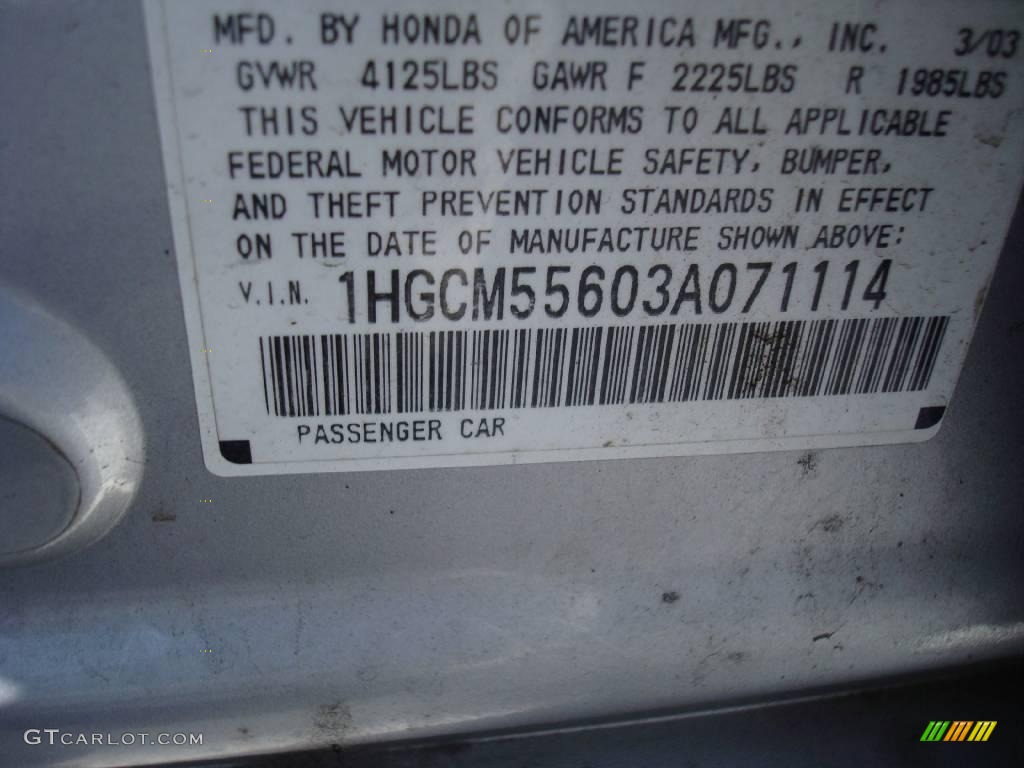 MFD. BY HONDA OF AMERICA MFG., INC. 3/03
GVWR 4125LBS GAWR F 2225LBS R 1985LBS
THIS VEHICLE CONFORMS TO ALL APPLICABLE
FEDERAL MOTOR VEHICLE SAFETY, BUMPER,
AND THEFT PREVENTION STANDARDS IN EFFECT
ON THE DATE OF MANUFACTURE SHOWN ABOVE:
V.I.N. 1HGCM55603A071114
PASSENGER CAR
GTCARLOT.COM